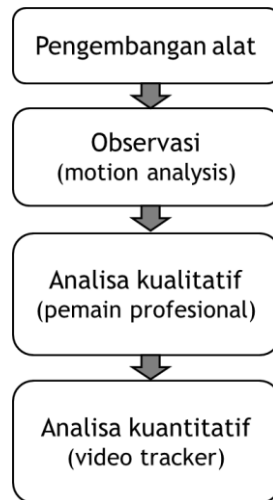 Pengembangan alat
Observasi
(motion analysis)
Analisa kualitatif
(pemain profesional)
Analisa kuantitatif
(video tracker)